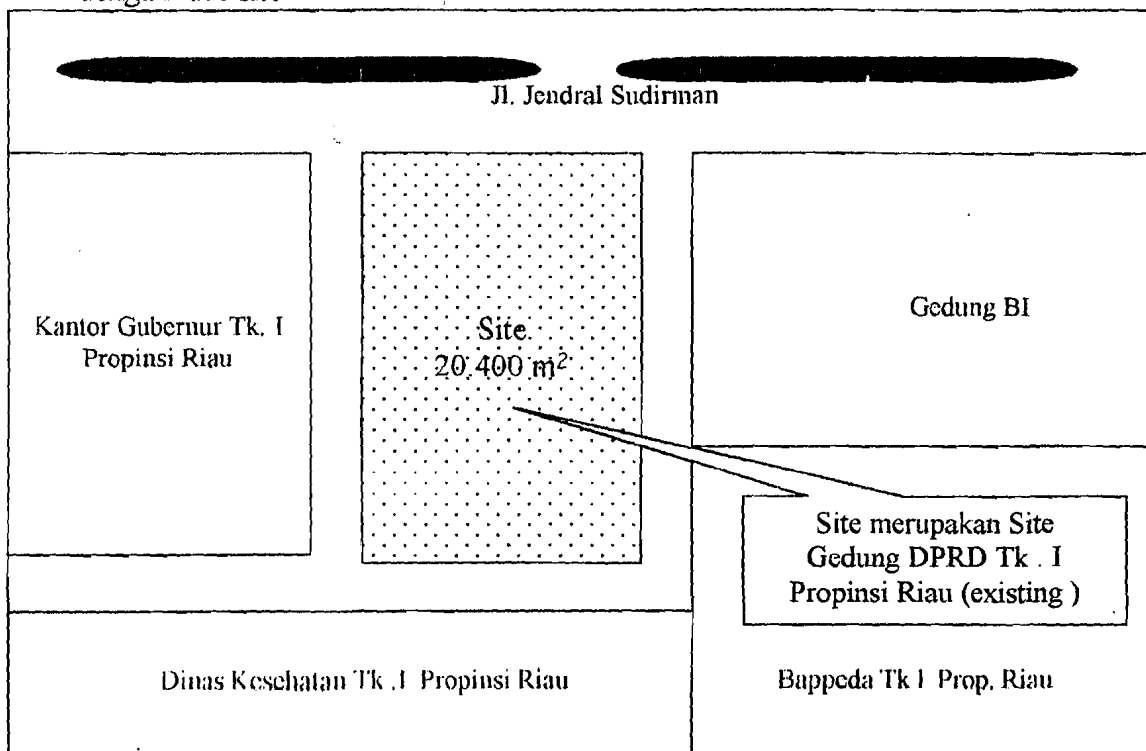 Jl. Jendral Sudirman
Kantor Gubernur Tk. I
Propinsi Riau
Site.
20.400 m²
Gedung BI
Site merupakan Site
Gedung DPRD Tk . I
Propinsi Riau (existing )
Dinas Kesehatan Tk .I Propinsi Riau
Bappeda Tk I Prop. Riau